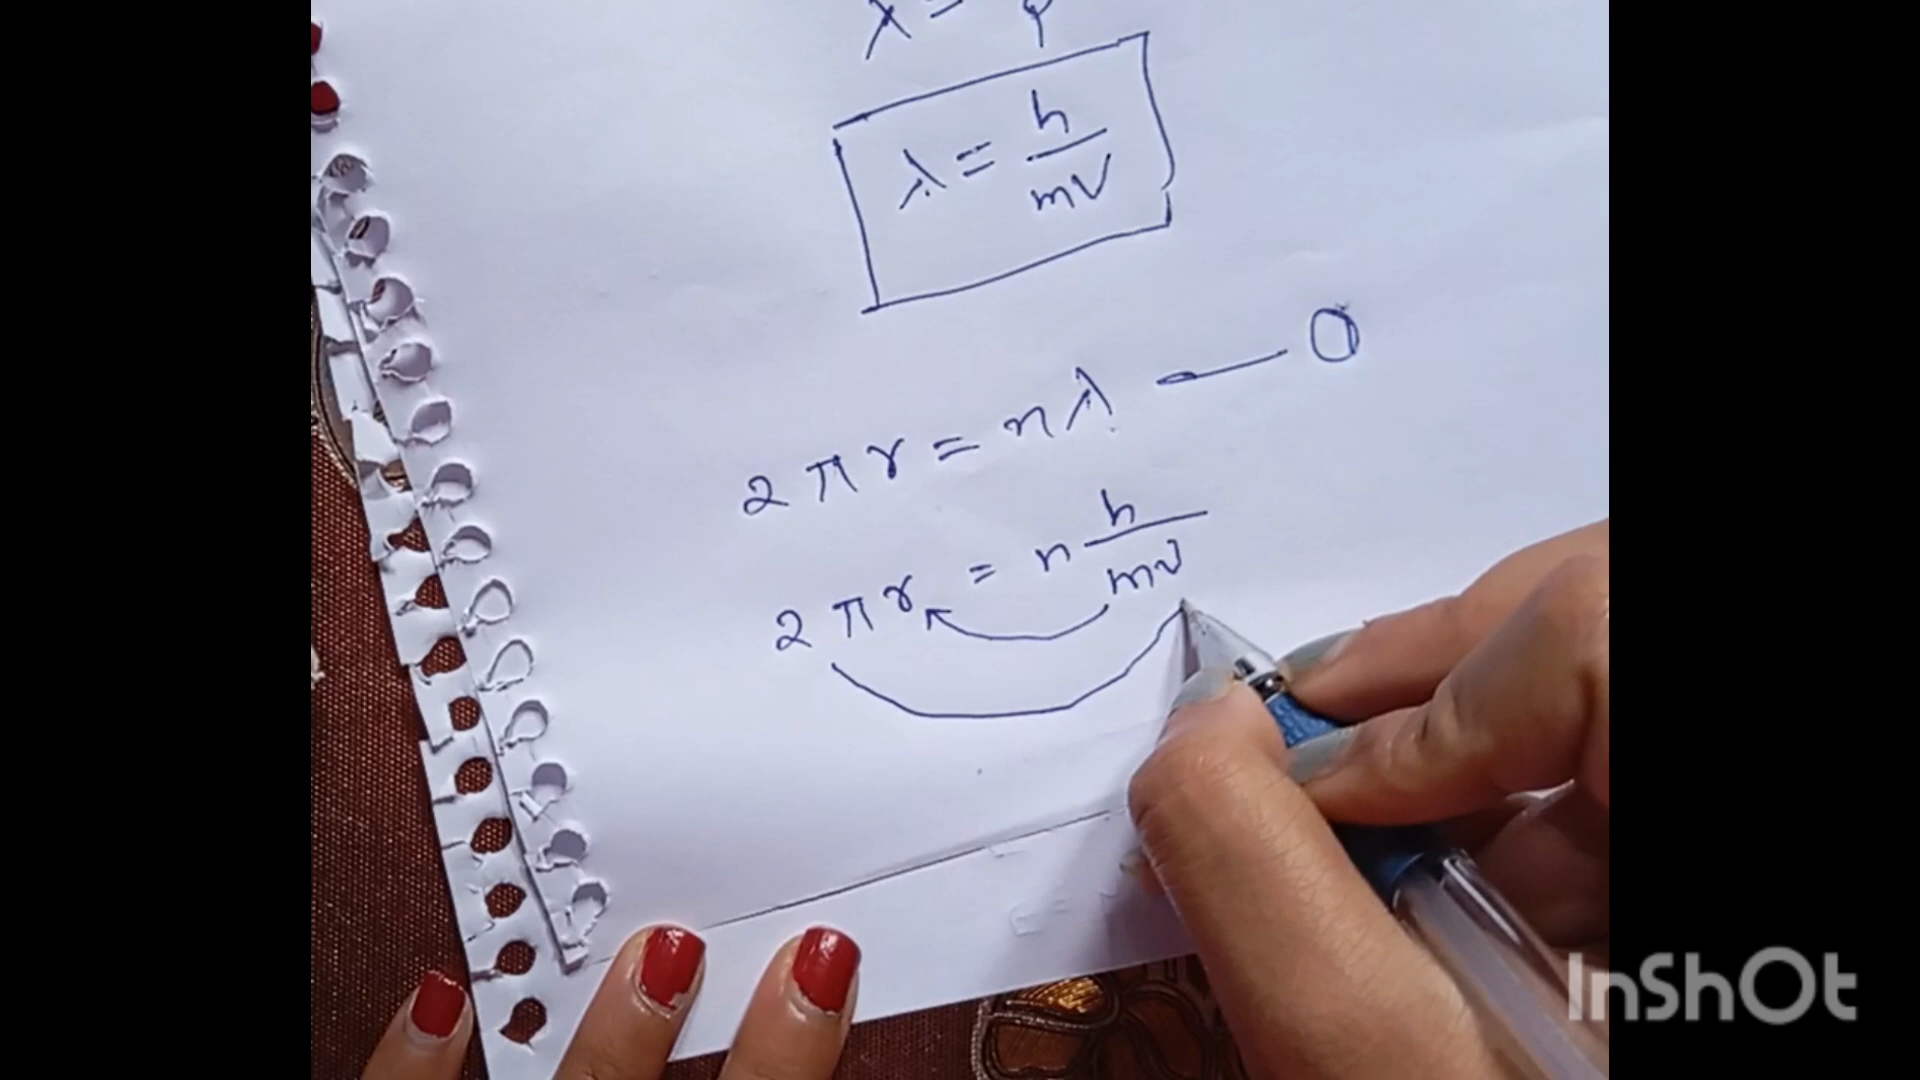 λ = h/mv
2πr = nλ — ①
2πr = n h/mv
InShOt